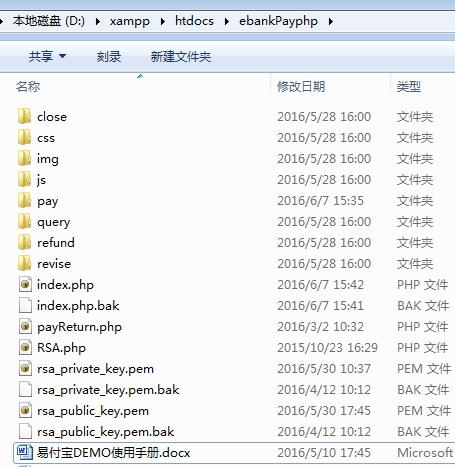 本地磁盘 (D:) xampp htdocs ebankPayphp
共享 刻录 新建文件夹
名称 修改日期 类型
close 2016/5/28 16:00 文件夹
css 2016/5/28 16:00 文件夹
img 2016/5/28 16:00 文件夹
js 2016/5/28 16:00 文件夹
pay 2016/6/7 15:35 文件夹
query 2016/5/28 16:00 文件夹
refund 2016/5/28 16:00 文件夹
revise 2016/5/28 16:00 文件夹
index.php 2016/6/7 15:42 PHP 文件
index.php.bak 2016/6/7 15:41 BAK 文件
payReturn.php 2016/3/2 10:32 PHP 文件
RSA.php 2015/10/23 16:29 PHP 文件
rsa_private_key.pem 2016/5/30 10:37 PEM 文件
rsa_private_key.pem.bak 2016/4/12 10:12 BAK 文件
rsa_public_key.pem 2016/5/30 17:45 PEM 文件
rsa_public_key.pem.bak 2016/4/12 10:12 BAK 文件
易付宝DEMO使用手册.docx 2016/5/10 17:45 Microsoft